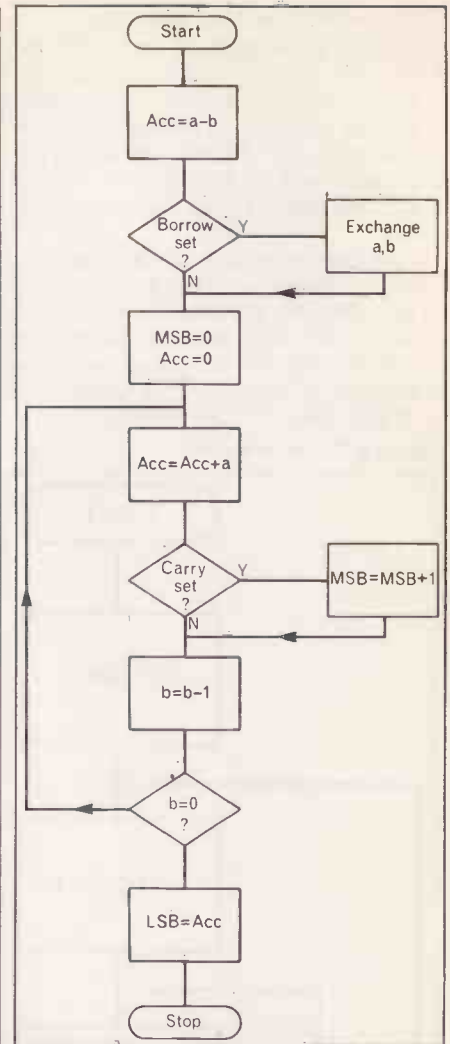 Start
Acc=a-b
Borrow
set
?
Y
Exchange
a,b
N
MSB=0
Acc=0
Acc=Acc+a
Carry
set
?
Y
MSB=MSB+1
N
b=b-1
b=0
?
LSB=Acc
Stop